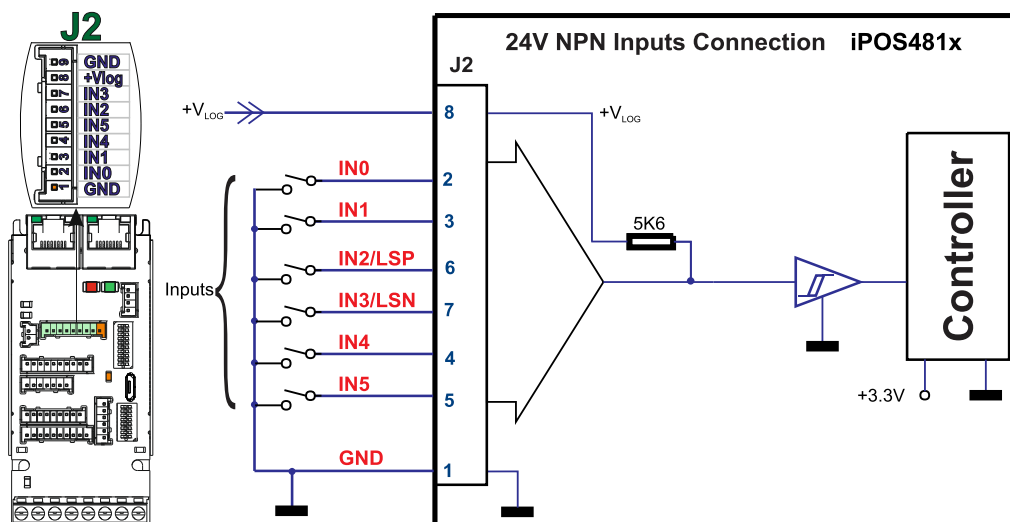 J2
9 GND
8 +Vlog
7 IN3
6 IN2
5 IN5
4 IN4
3 IN1
2 IN0
1 GND
24V NPN Inputs Connection iPOS481x
J2
+VLOG
8
+VLOG
Inputs
IN0
2
IN1
3
IN2/LSP
6
IN3/LSN
7
IN4
4
IN5
5
GND
1
5K6
Controller
+3.3V